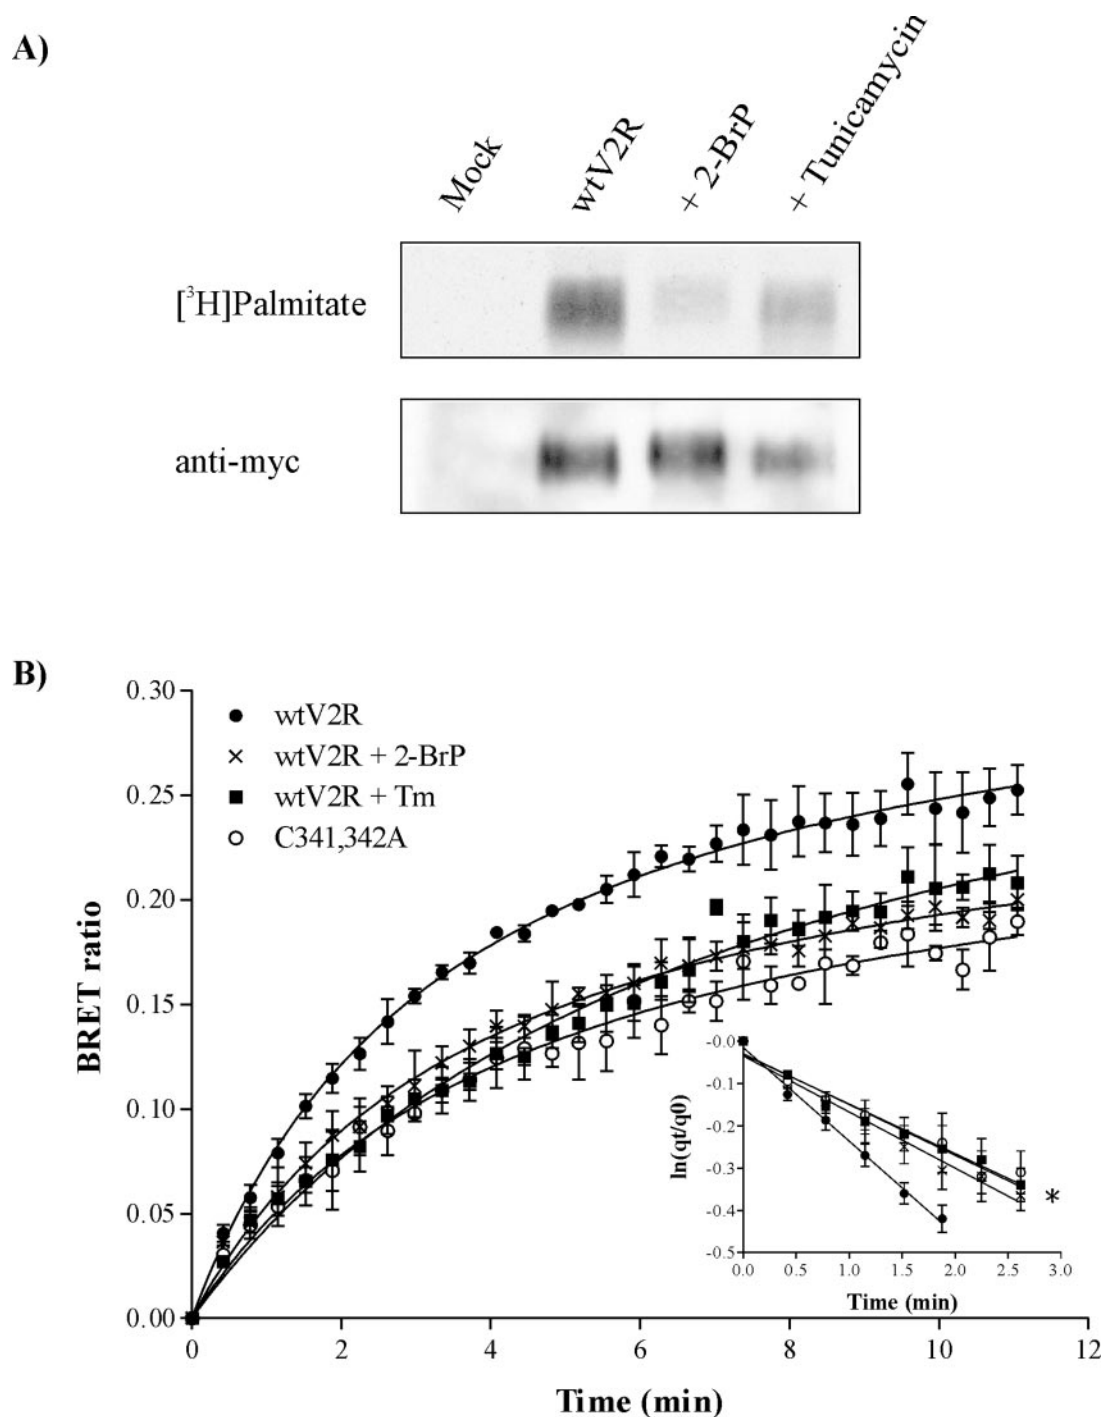 A)
Mock
wtV2R
+ 2-BrP
+ Tunicamycin
[³H]Palmitate
anti-myc
B)
BRET ratio
0.30
0.25
0.20
0.15
0.10
0.05
0.00
wtV2R
wtV2R + 2-BrP
wtV2R + Tm
C341,342A
ln(qt/q0)
-0.0
-0.1
-0.2
-0.3
-0.4
-0.5
*
0.0 0.5 1.0 1.5 2.0 2.5 3.0
Time (min)
0 2 4 6 8 10 12
Time (min)